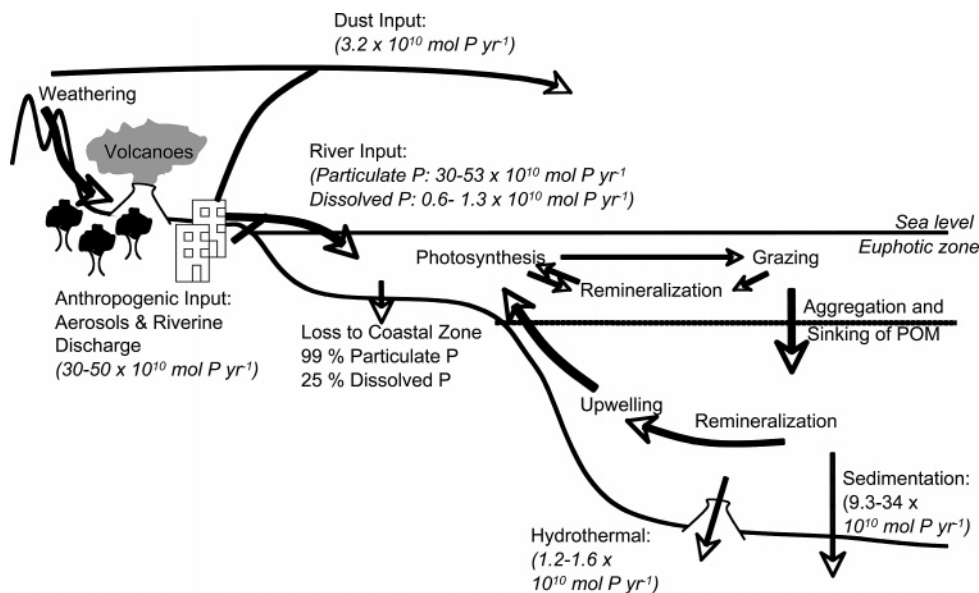 Dust Input:
(3.2 x 10¹⁰ mol P yr⁻¹)
Weathering
Volcanoes
River Input:
(Particulate P: 30-53 x 10¹⁰ mol P yr⁻¹
Dissolved P: 0.6- 1.3 x 10¹⁰ mol P yr⁻¹)
Sea level
Euphotic zone
Photosynthesis
Grazing
Remineralization
Anthropogenic Input:
Aerosols & Riverine
Discharge
(30-50 x 10¹⁰ mol P yr⁻¹)
Loss to Coastal Zone
99 % Particulate P
25 % Dissolved P
Aggregation and
Sinking of POM
Upwelling
Remineralization
Sedimentation:
(9.3-34 x
10¹⁰ mol P yr⁻¹)
Hydrothermal:
(1.2-1.6 x
10¹⁰ mol P yr⁻¹)